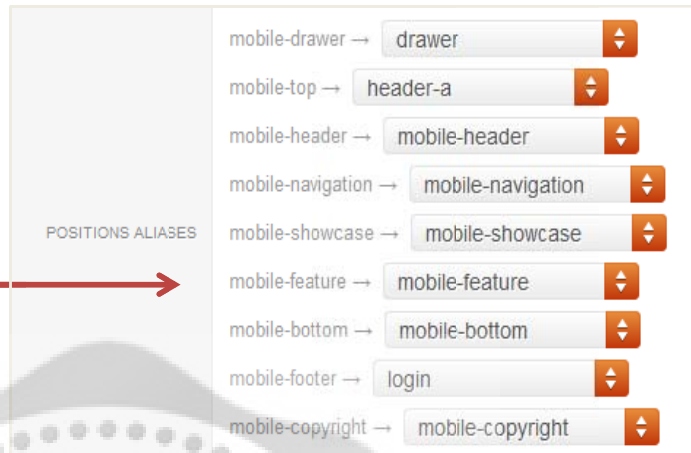 mobile-drawer → drawer
mobile-top → header-a
mobile-header → mobile-header
mobile-navigation → mobile-navigation
POSITIONS ALIASES mobile-showcase → mobile-showcase
mobile-feature → mobile-feature
mobile-bottom → mobile-bottom
mobile-footer → login
mobile-copyright → mobile-copyright